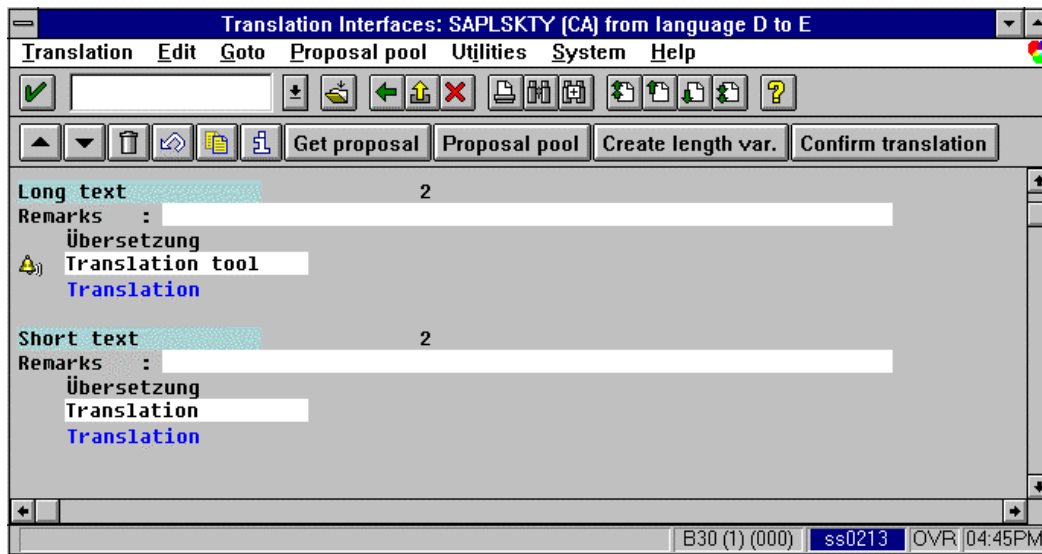 Translation Interfaces: SAPLSKTY (CA) from language D to E
Translation Edit Goto Proposal pool Utilities System Help
Get proposal Proposal pool Create length var. Confirm translation
Long text 2
Remarks :
Übersetzung
Translation tool
Translation
Short text 2
Remarks :
Übersetzung
Translation
Translation
B30 (1) (000) ss0213 OVR 04:45PM